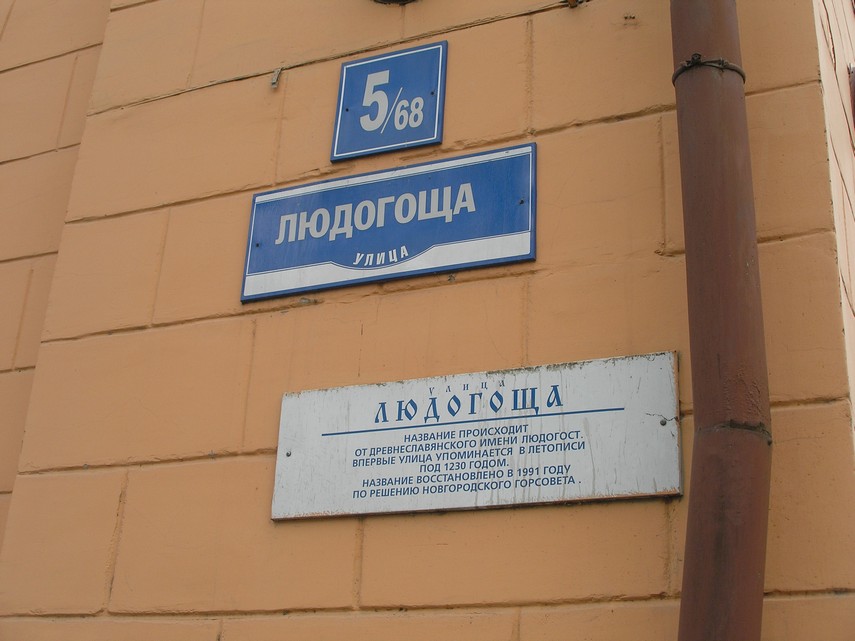 5/68
ЛЮДОГОЩА
УЛИЦА
УЛИЦА
ЛЮДОГОЩА
НАЗВАНИЕ ПРОИСХОДИТ
ОТ ДРЕВНЕСЛАВЯНСКОГО ИМЕНИ ЛЮДОГОСТ.
ВПЕРВЫЕ УЛИЦА УПОМИНАЕТСЯ В ЛЕТОПИСИ
ПОД 1230 ГОДОМ.
НАЗВАНИЕ ВОССТАНОВЛЕНО В 1991 ГОДУ
ПО РЕШЕНИЮ НОВГОРОДСКОГО ГОРСОВЕТА .